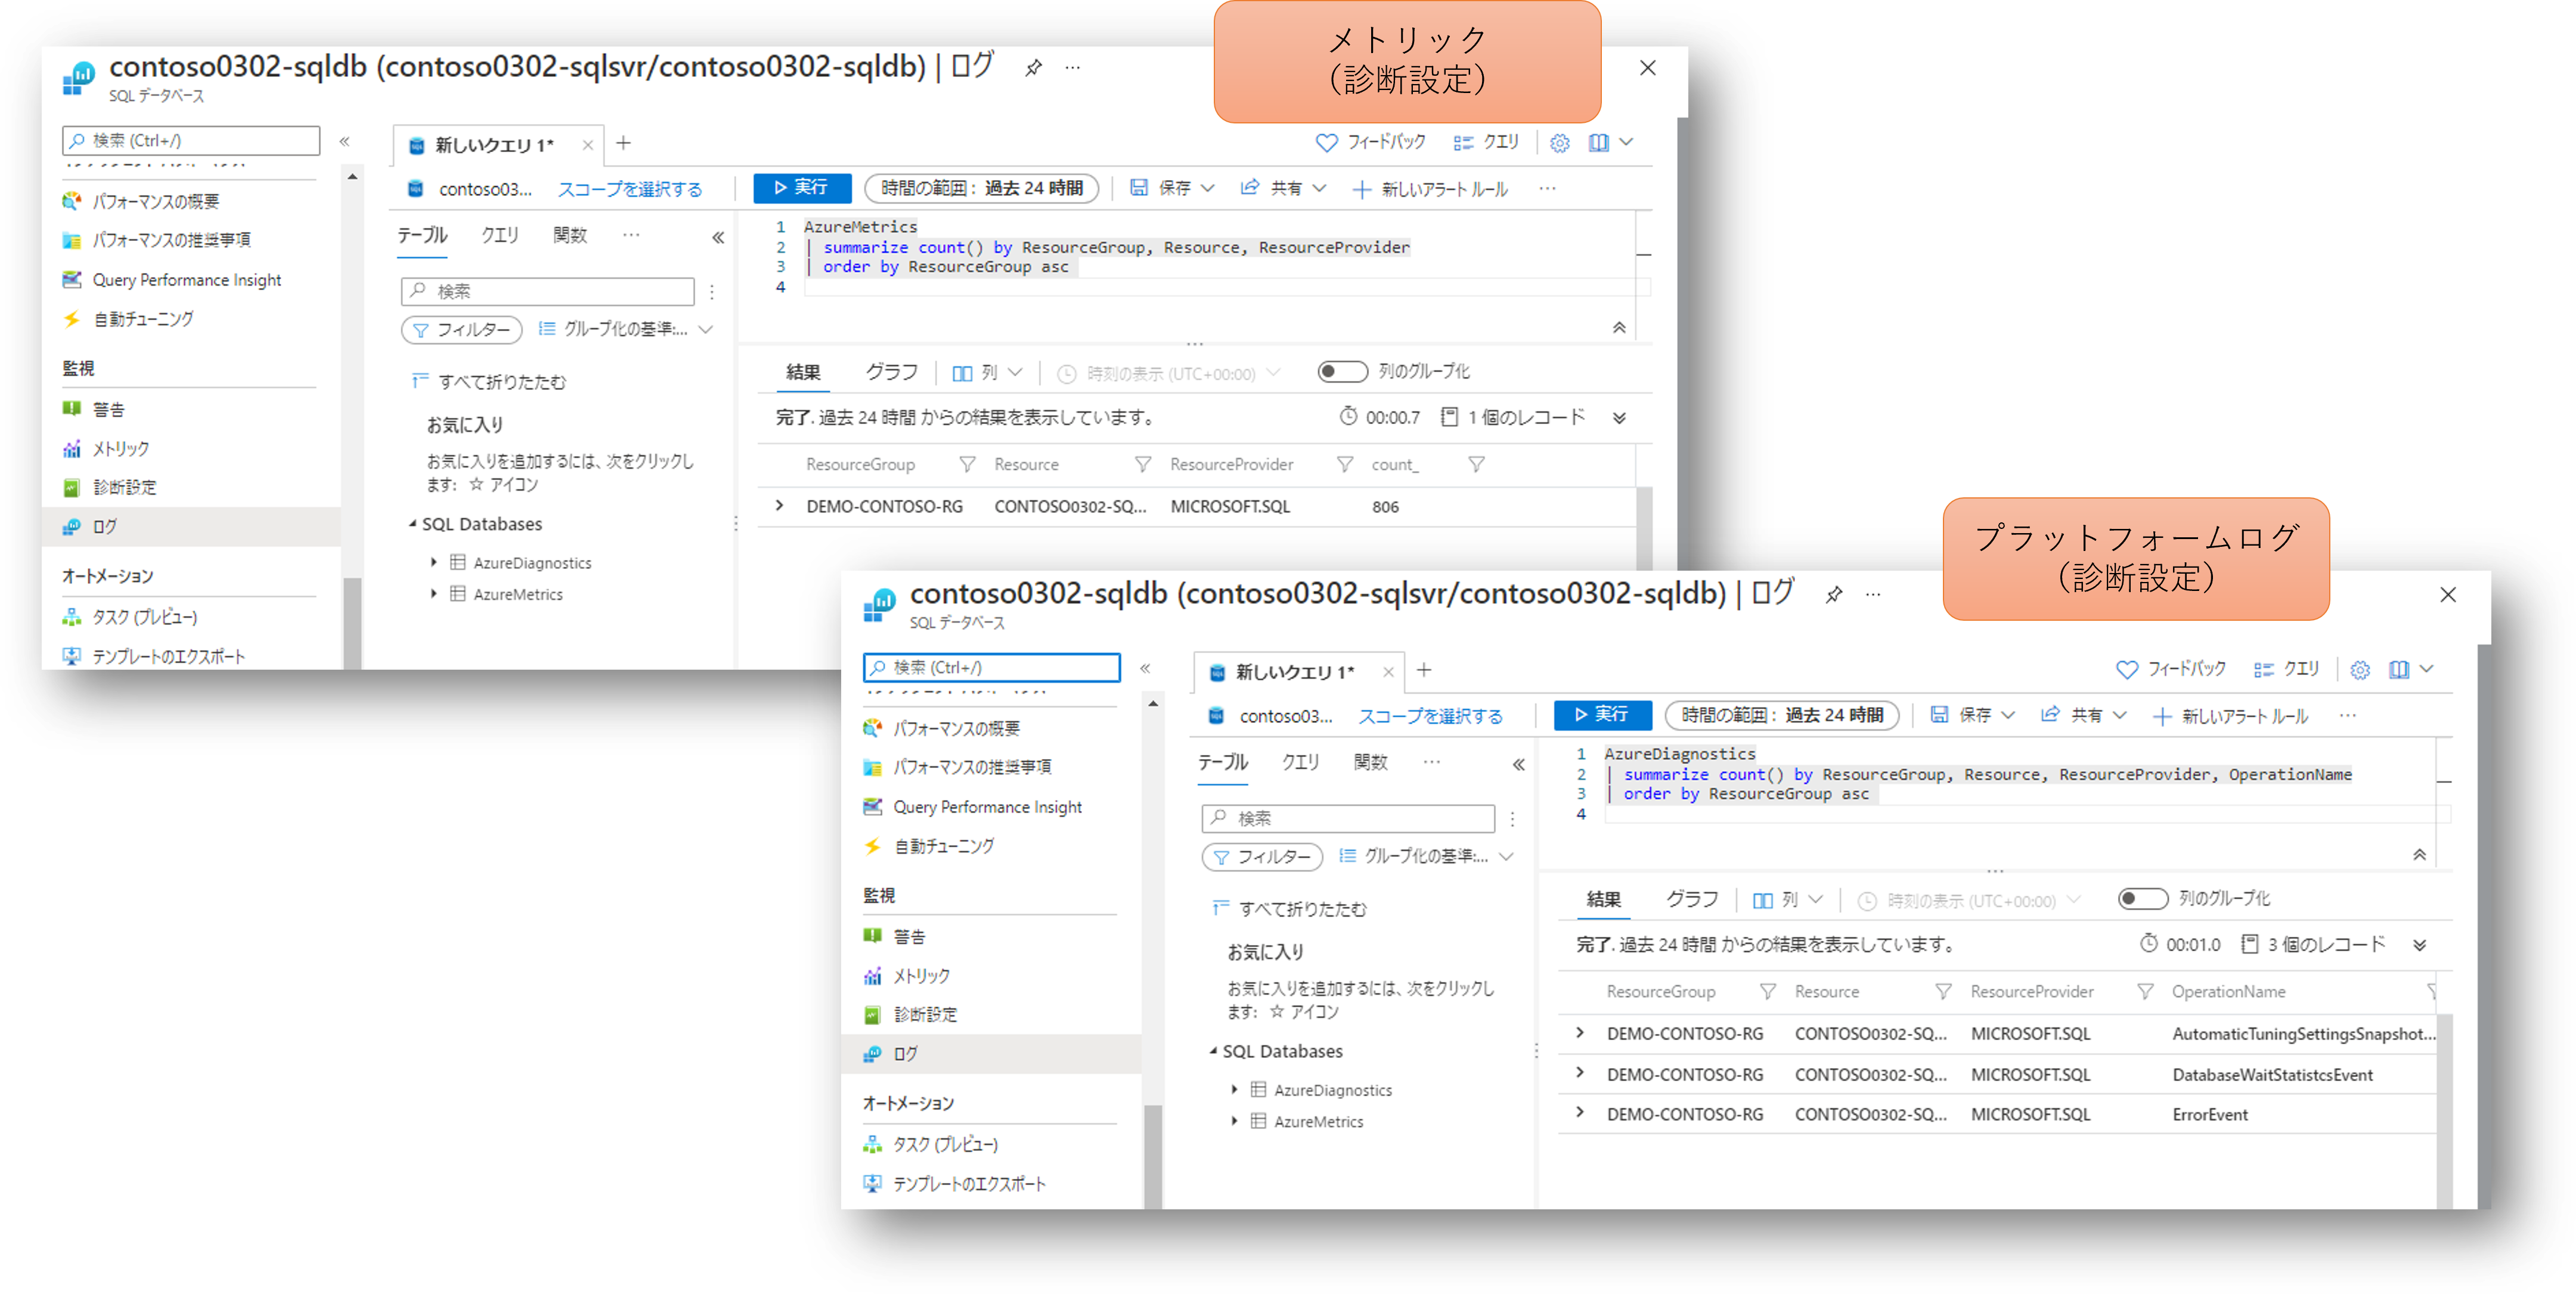 メトリック
（診断設定）
contoso0302-sqldb (contoso0302-sqlsvr/contoso0302-sqldb) | ログ
SQL データベース
検索 (Ctrl+/)
パフォーマンスの概要
パフォーマンスの推奨事項
Query Performance Insight
自動チューニング
監視
警告
メトリック
診断設定
ログ
オートメーション
タスク (プレビュー)
テンプレートのエクスポート
新しいクエリ 1*
フィードバック
クエリ
contoso03...
スコープを選択する
実行
時間の範囲： 過去 24 時間
保存
共有
新しいアラート ルール
テーブル
クエリ
関数
検索
フィルター
グループ化の基準:...
すべて折りたたむ
お気に入り
お気に入りを追加するには、次をクリックし
ます: ☆ アイコン
SQL Databases
AzureDiagnostics
AzureMetrics
1 AzureMetrics
2 | summarize count() by ResourceGroup, Resource, ResourceProvider
3 | order by ResourceGroup asc
4
結果
グラフ
列
時刻の表示 (UTC+00:00)
列のグループ化
完了. 過去 24 時間 からの結果を表示しています。
00:00.7
1 個のレコード
ResourceGroup Resource ResourceProvider count_
DEMO-CONTOSO-RG CONTOSO0302-SQ... MICROSOFT.SQL 806
プラットフォームログ
（診断設定）
contoso0302-sqldb (contoso0302-sqlsvr/contoso0302-sqldb) | ログ
SQL データベース
検索 (Ctrl+/)
パフォーマンスの概要
パフォーマンスの推奨事項
Query Performance Insight
自動チューニング
監視
警告
メトリック
診断設定
ログ
オートメーション
タスク (プレビュー)
テンプレートのエクスポート
新しいクエリ 1*
フィードバック
クエリ
contoso03...
スコープを選択する
実行
時間の範囲： 過去 24 時間
保存
共有
新しいアラート ルール
テーブル
クエリ
関数
検索
フィルター
グループ化の基準:...
すべて折りたたむ
お気に入り
お気に入りを追加するには、次をクリックし
ます: ☆ アイコン
SQL Databases
AzureDiagnostics
AzureMetrics
1 AzureDiagnostics
2 | summarize count() by ResourceGroup, Resource, ResourceProvider, OperationName
3 | order by ResourceGroup asc
4
結果
グラフ
列
時刻の表示 (UTC+00:00)
列のグループ化
完了. 過去 24 時間 からの結果を表示しています。
00:01.0
3 個のレコード
ResourceGroup Resource ResourceProvider OperationName
DEMO-CONTOSO-RG CONTOSO0302-SQ... MICROSOFT.SQL AutomaticTuningSettingsSnapshot...
DEMO-CONTOSO-RG CONTOSO0302-SQ... MICROSOFT.SQL DatabaseWaitStatistcsEvent
DEMO-CONTOSO-RG CONTOSO0302-SQ... MICROSOFT.SQL ErrorEvent